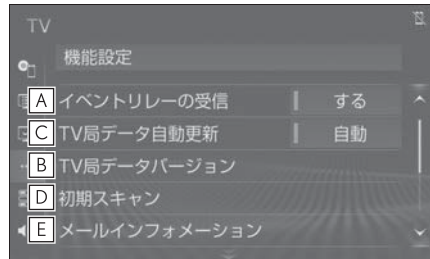 TV
機能設定
A イベントリレーの受信 する
C TV局データ自動更新 自動
B TV局データバージョン
D 初期スキャン
E メールインフォメーション